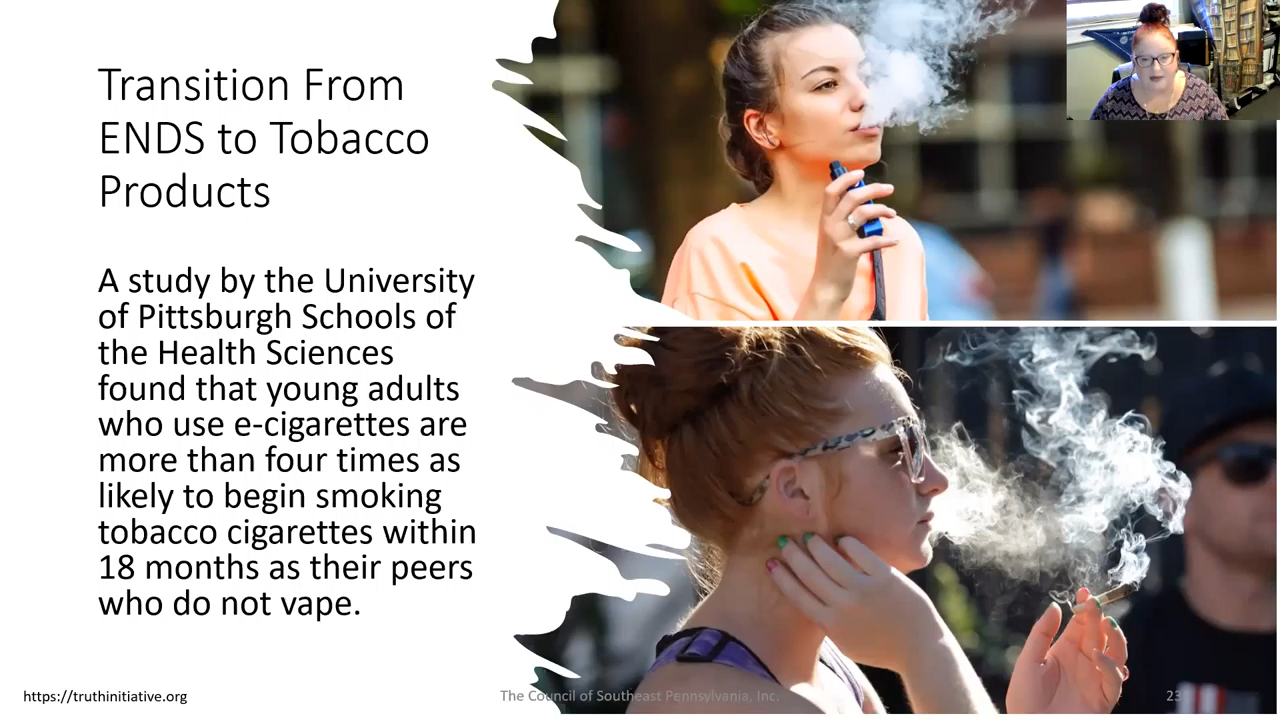 Transition From
ENDS to Tobacco
Products
A study by the University
of Pittsburgh Schools of
the Health Sciences
found that young adults
who use e-cigarettes are
more than four times as
likely to begin smoking
tobacco cigarettes within
18 months as their peers
who do not vape.
https://truthinitiative.org
The Council of Southeast Pennsylvania, Inc.
23